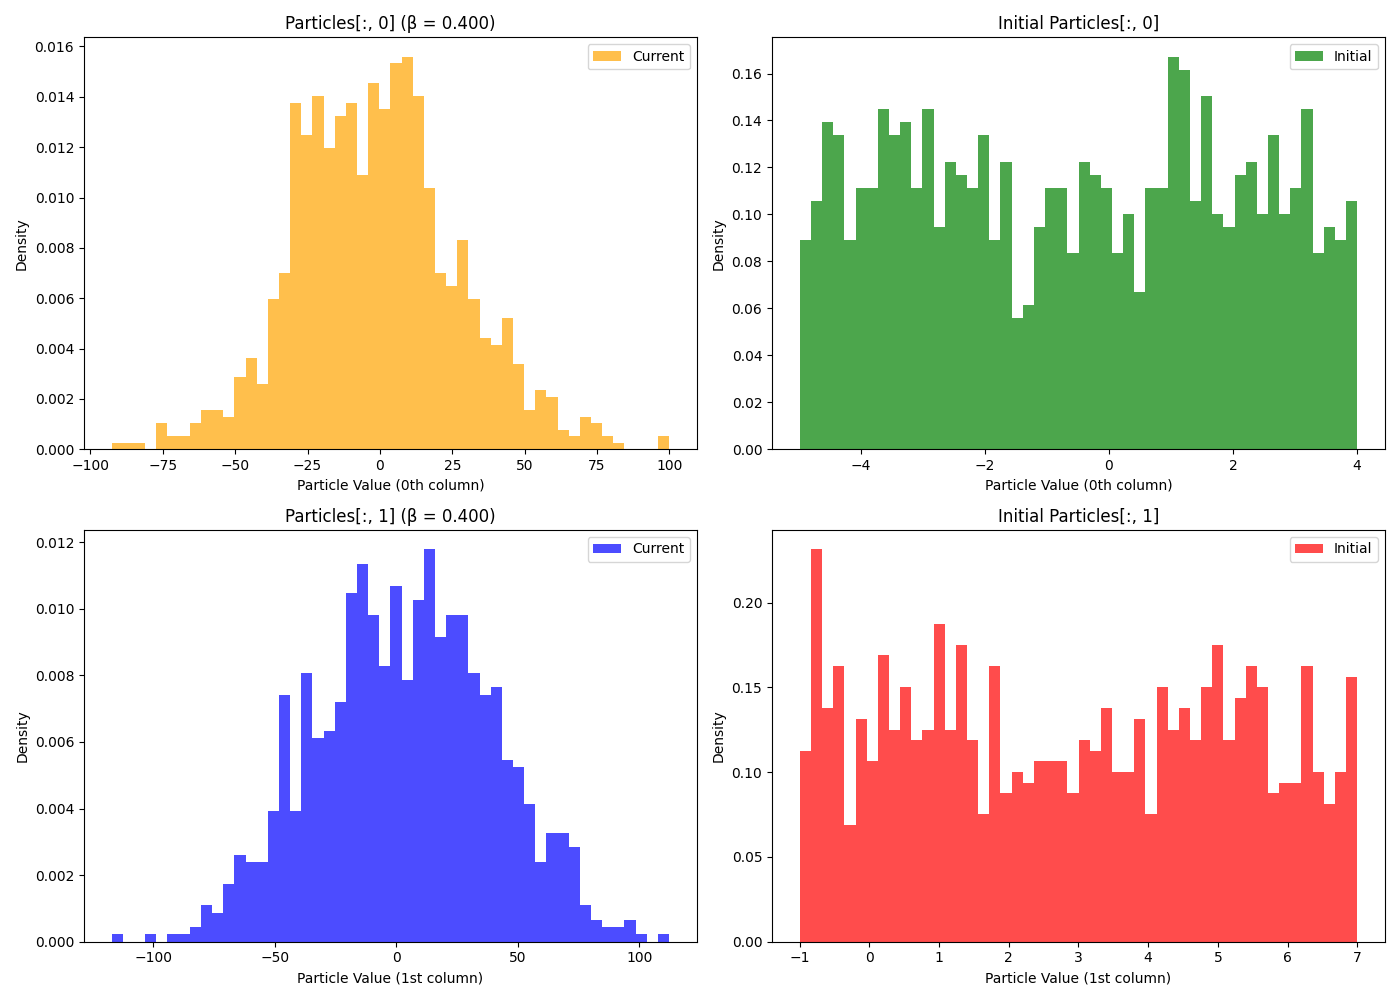 Particles[:, 0] (β = 0.400)
Current
Density
0.016
0.014
0.012
0.010
0.008
0.006
0.004
0.002
0.000
−100 −75 −50 −25 0 25 50 75 100
Particle Value (0th column)
Initial Particles[:, 0]
Initial
Density
0.16
0.14
0.12
0.10
0.08
0.06
0.04
0.02
0.00
−4 −2 0 2 4
Particle Value (0th column)
Particles[:, 1] (β = 0.400)
Current
Density
0.012
0.010
0.008
0.006
0.004
0.002
0.000
−100 −50 0 50 100
Particle Value (1st column)
Initial Particles[:, 1]
Initial
Density
0.20
0.15
0.10
0.05
0.00
−1 0 1 2 3 4 5 6 7
Particle Value (1st column)